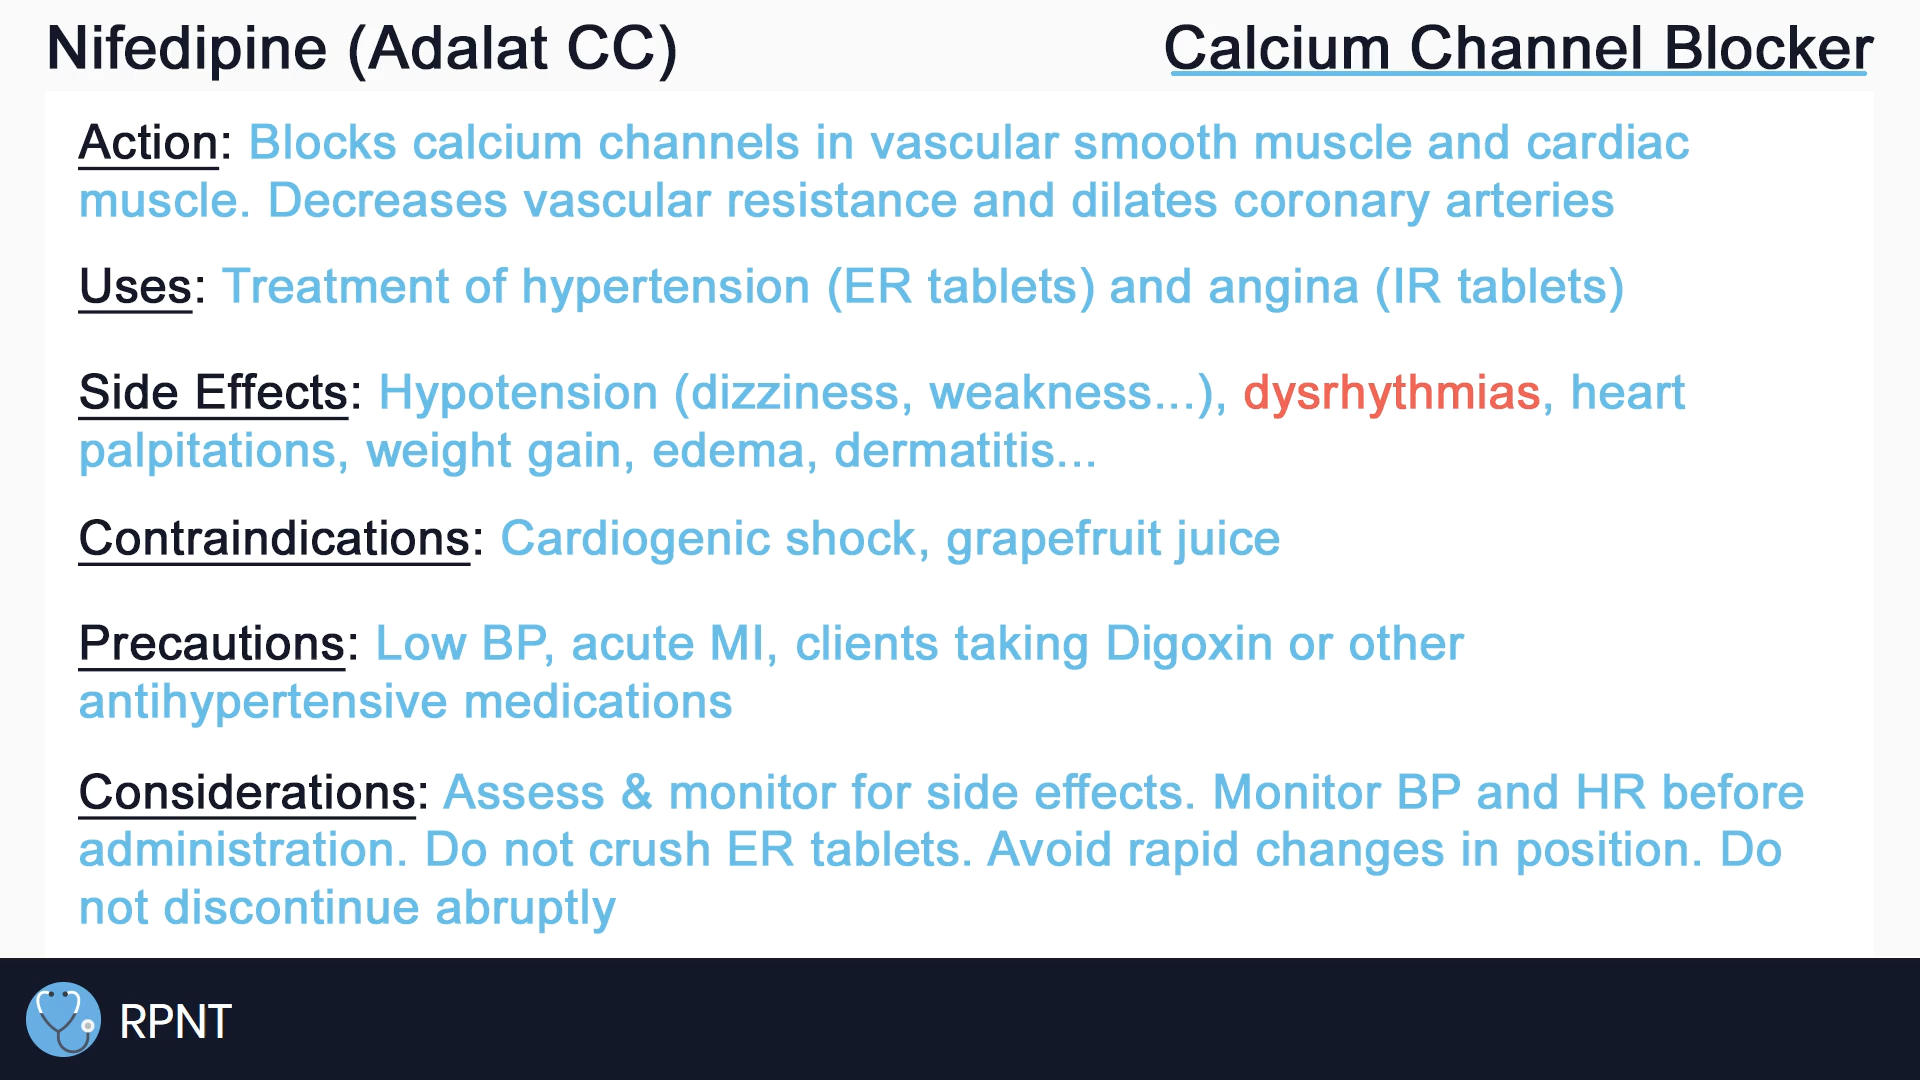 Nifedipine (Adalat CC)
Calcium Channel Blocker
Action: Blocks calcium channels in vascular smooth muscle and cardiac
muscle. Decreases vascular resistance and dilates coronary arteries
Uses: Treatment of hypertension (ER tablets) and angina (IR tablets)
Side Effects: Hypotension (dizziness, weakness...), dysrhythmias, heart
palpitations, weight gain, edema, dermatitis...
Contraindications: Cardiogenic shock, grapefruit juice
Precautions: Low BP, acute MI, clients taking Digoxin or other
antihypertensive medications
Considerations: Assess & monitor for side effects. Monitor BP and HR before
administration. Do not crush ER tablets. Avoid rapid changes in position. Do
not discontinue abruptly
RPNT